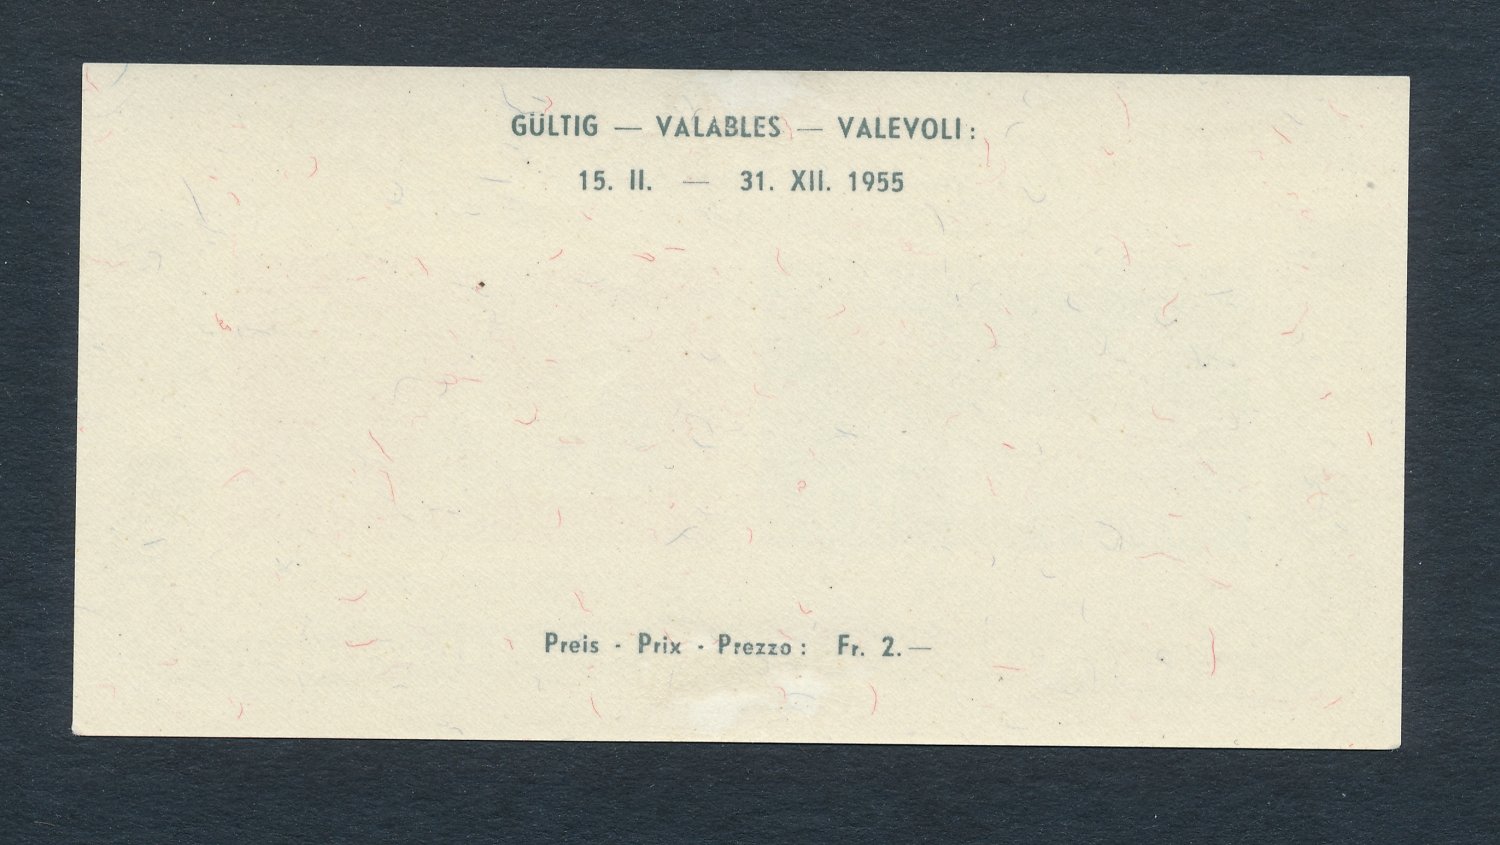 GÜLTIG — VALABLES — VALEVOLI:
15. II. — 31. XII. 1955
Preis - Prix - Prezzo: Fr. 2.—